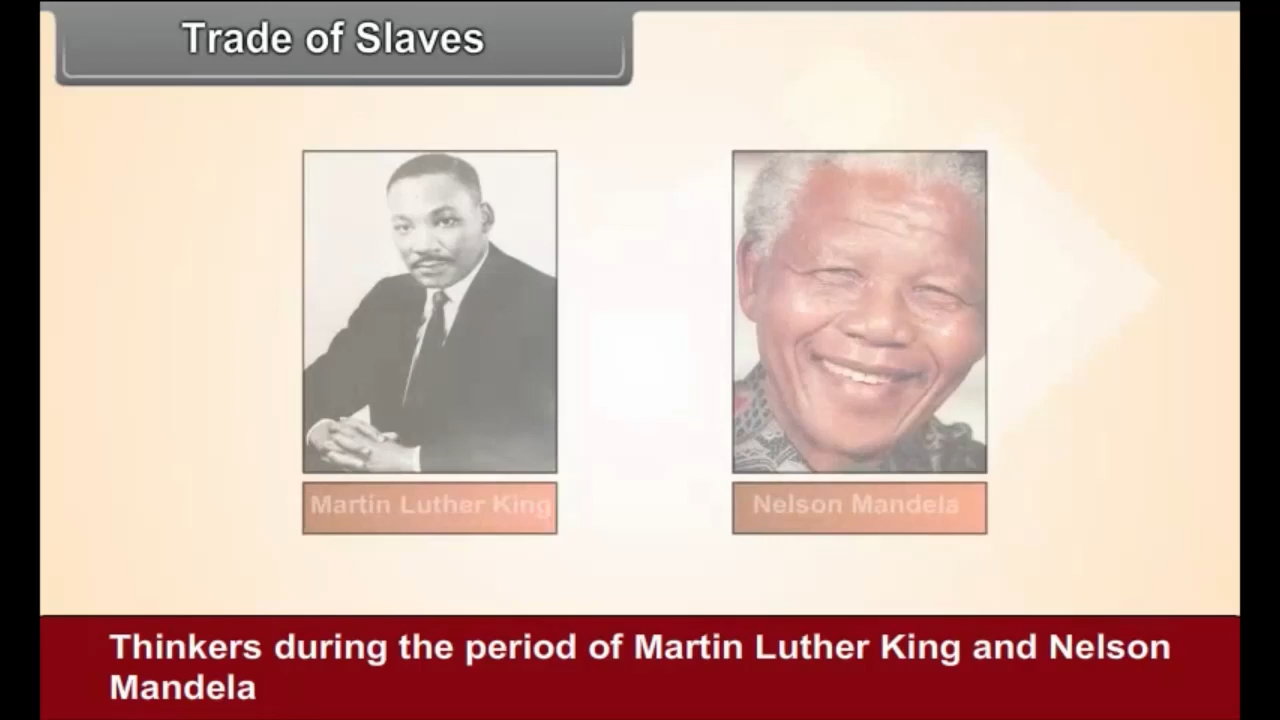 Trade of Slaves
Martin Luther King
Nelson Mandela
Thinkers during the period of Martin Luther King and Nelson
Mandela